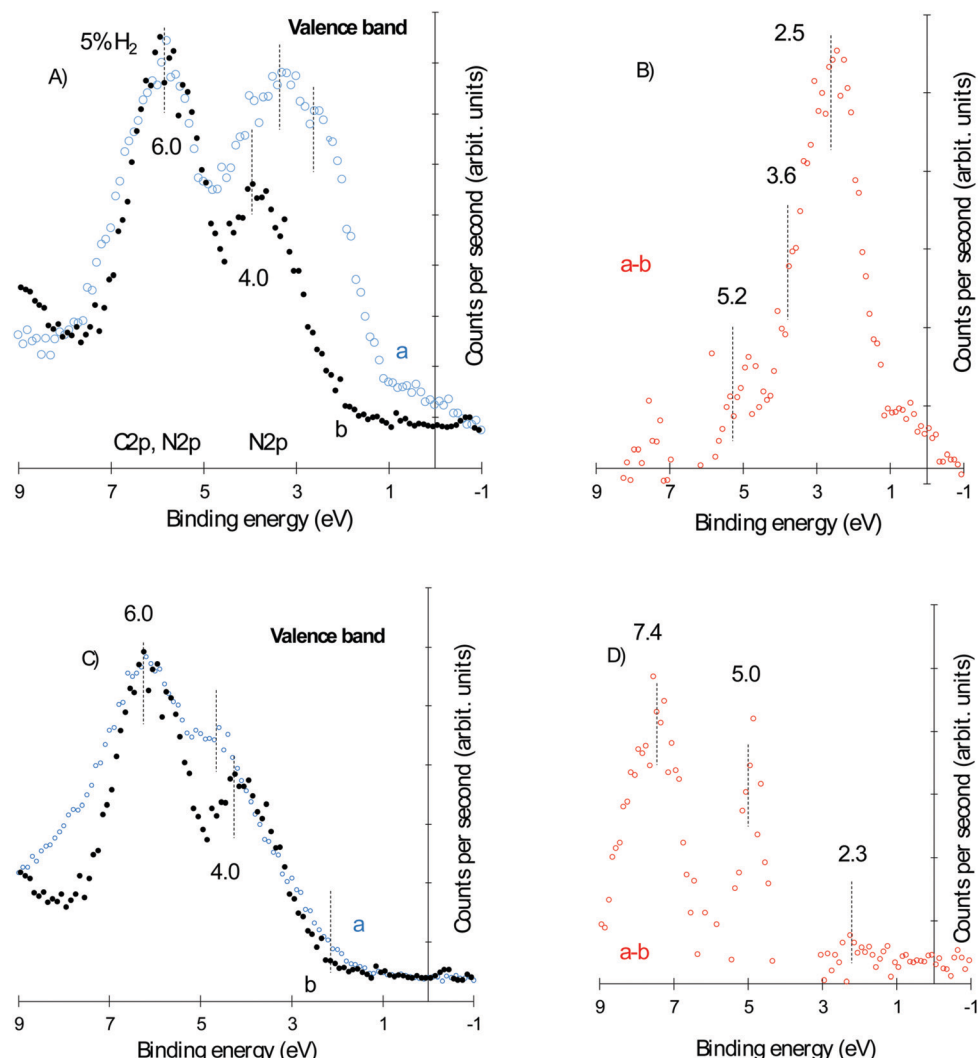 Valence band
5%H2
A)
6.0
4.0
a
b
C2p, N2p
N2p
Counts per second (arbit. units)
9 7 5 3 1 -1
Binding energy (eV)
2.5
B)
3.6
a-b
5.2
Counts per second (arbit. units)
9 7 5 3 1 -1
Binding energy (eV)
6.0
Valence band
C)
4.0
a
b
Counts per second (arbit. units)
9 7 5 3 1 -1
Binding energy (eV)
7.4
D)
5.0
2.3
a-b
Counts per second (arbit. units)
9 7 5 3 1 -1
Binding energy (eV)